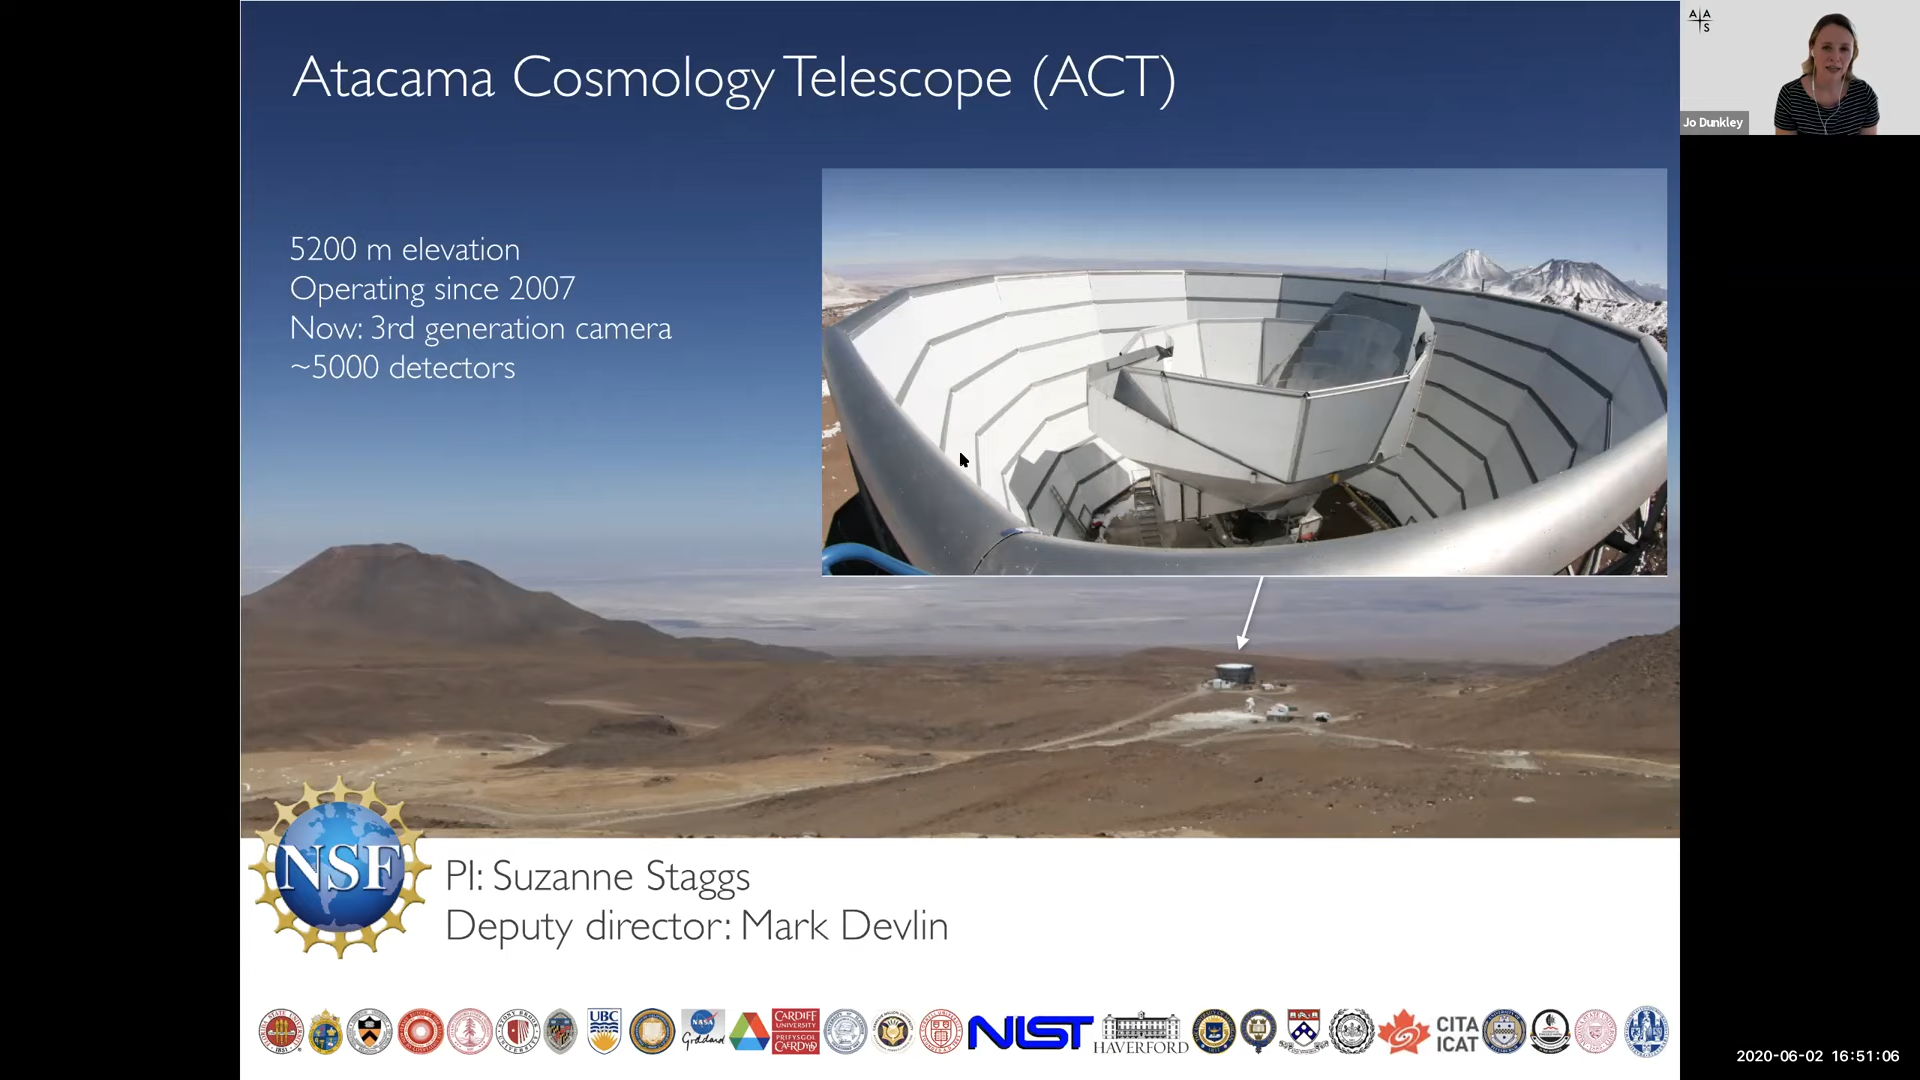 Atacama Cosmology Telescope (ACT)
A A
S
Jo Dunkley
5200 m elevation
Operating since 2007
Now: 3rd generation camera
~5000 detectors
NSF
PI: Suzanne Staggs
Deputy director: Mark Devlin
UBC
NASA
Goddard
CARDIFF
UNIVERSITY
PRIFYSGOL
CAERDYDD
NIST
HAVERFORD
CITA
ICAT
2020-06-02 16:51:06